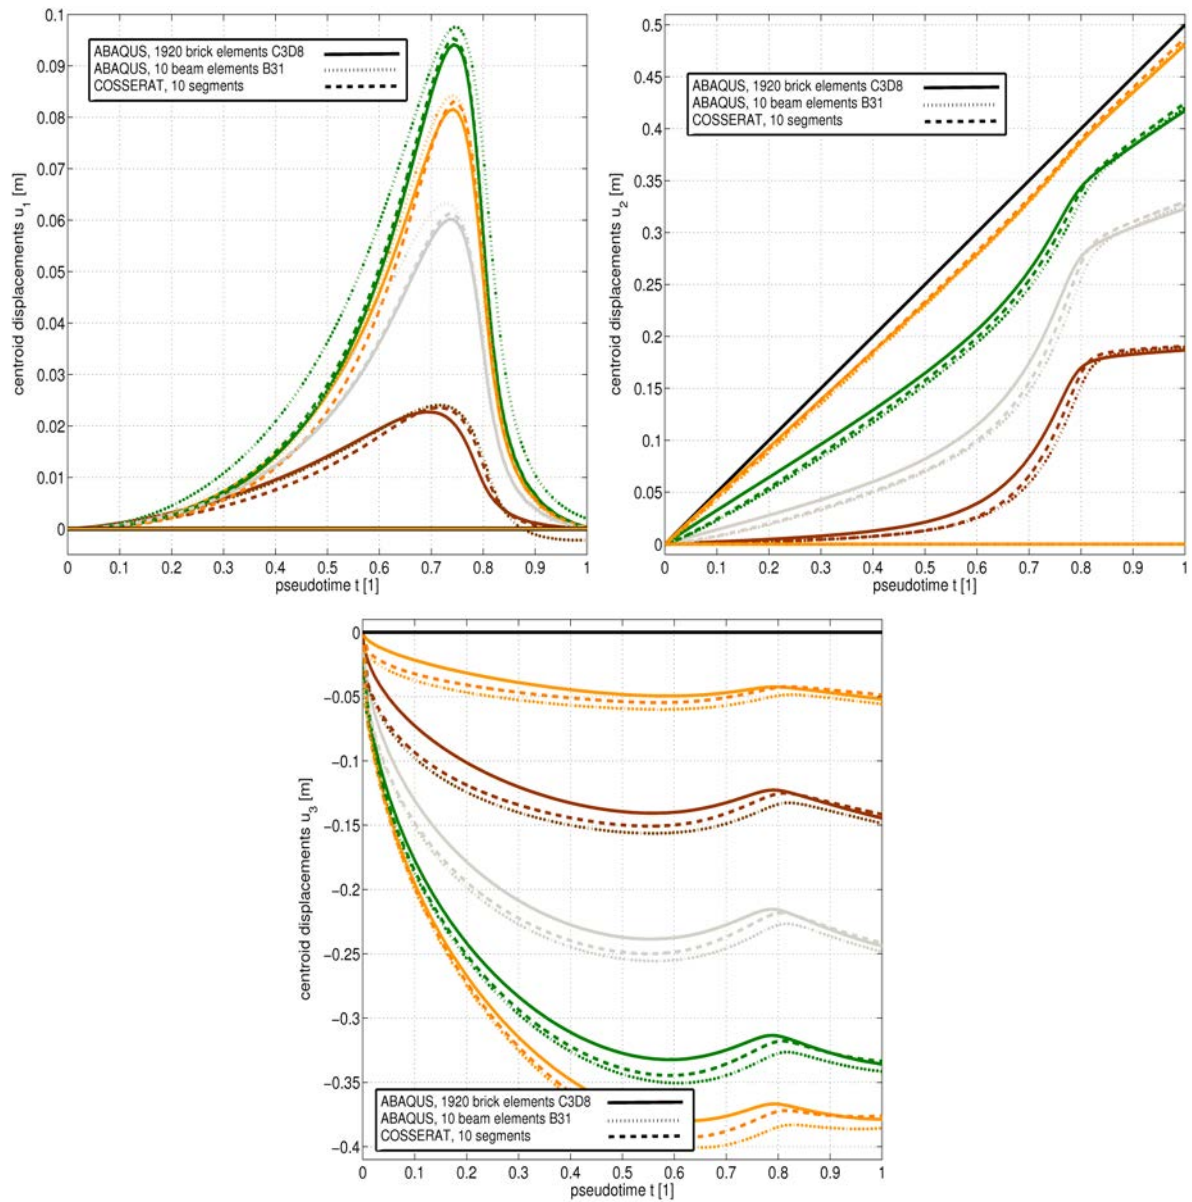 0.1
0.09
0.08
0.07
0.06
0.05
0.04
0.03
0.02
0.01
0
centroid displacements u1 [m]
ABAQUS, 1920 brick elements C3D8
ABAQUS, 10 beam elements B31
COSSERAT, 10 segments
0 0.1 0.2 0.3 0.4 0.5 0.6 0.7 0.8 0.9 1
pseudotime t [1]
0.5
0.45
0.4
0.35
0.3
0.25
0.2
0.15
0.1
0.05
0
centroid displacements u2 [m]
ABAQUS, 1920 brick elements C3D8
ABAQUS, 10 beam elements B31
COSSERAT, 10 segments
0 0.1 0.2 0.3 0.4 0.5 0.6 0.7 0.8 0.9 1
pseudotime t [1]
0
−0.05
−0.1
−0.15
−0.2
−0.25
−0.3
−0.35
−0.4
centroid displacements u3 [m]
ABAQUS, 1920 brick elements C3D8
ABAQUS, 10 beam elements B31
COSSERAT, 10 segments
0 0.1 0.2 0.3 0.4 0.5 0.6 0.7 0.8 0.9 1
pseudotime t [1]